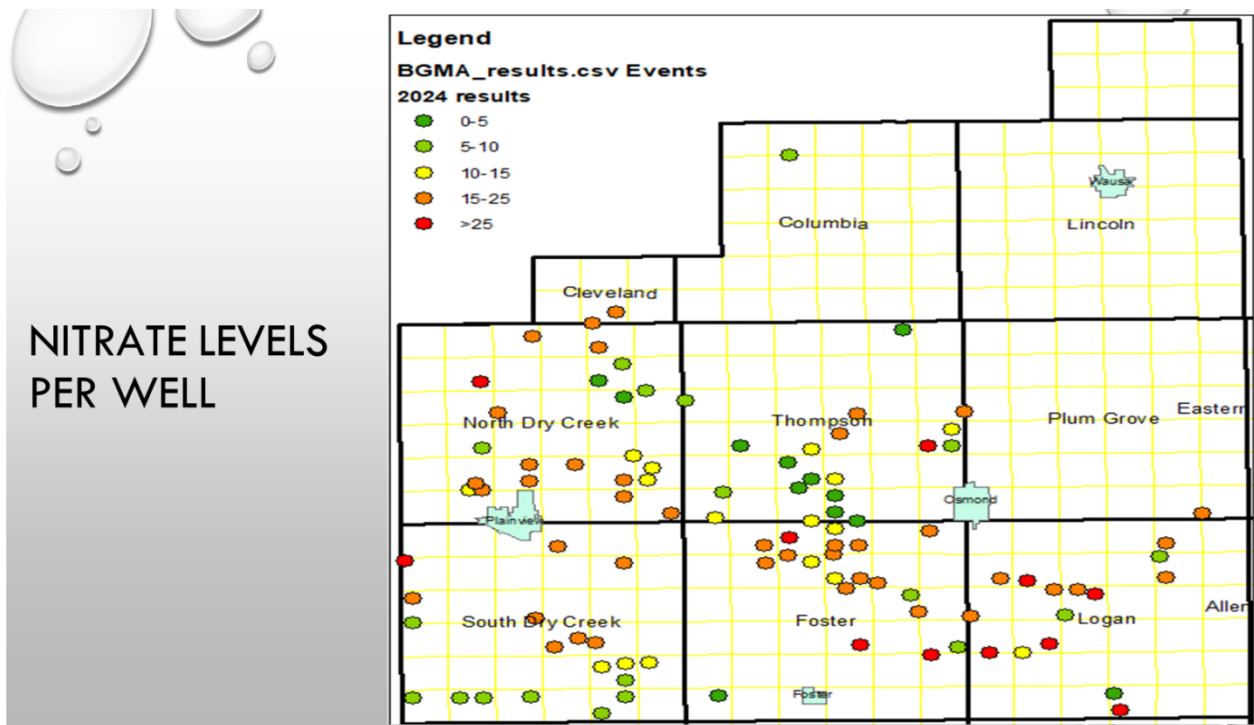 NITRATE LEVELS
PER WELL
Legend
BGMA_results.csv Events
2024 results
0-5
5-10
10-15
15-25
>25
Wausa
Columbia
Lincoln
Cleveland
North Dry Creek
Thompson
Plum Grove
Eastern
Plainview
Osmond
South Dry Creek
Foster
Logan
Allen
Foster